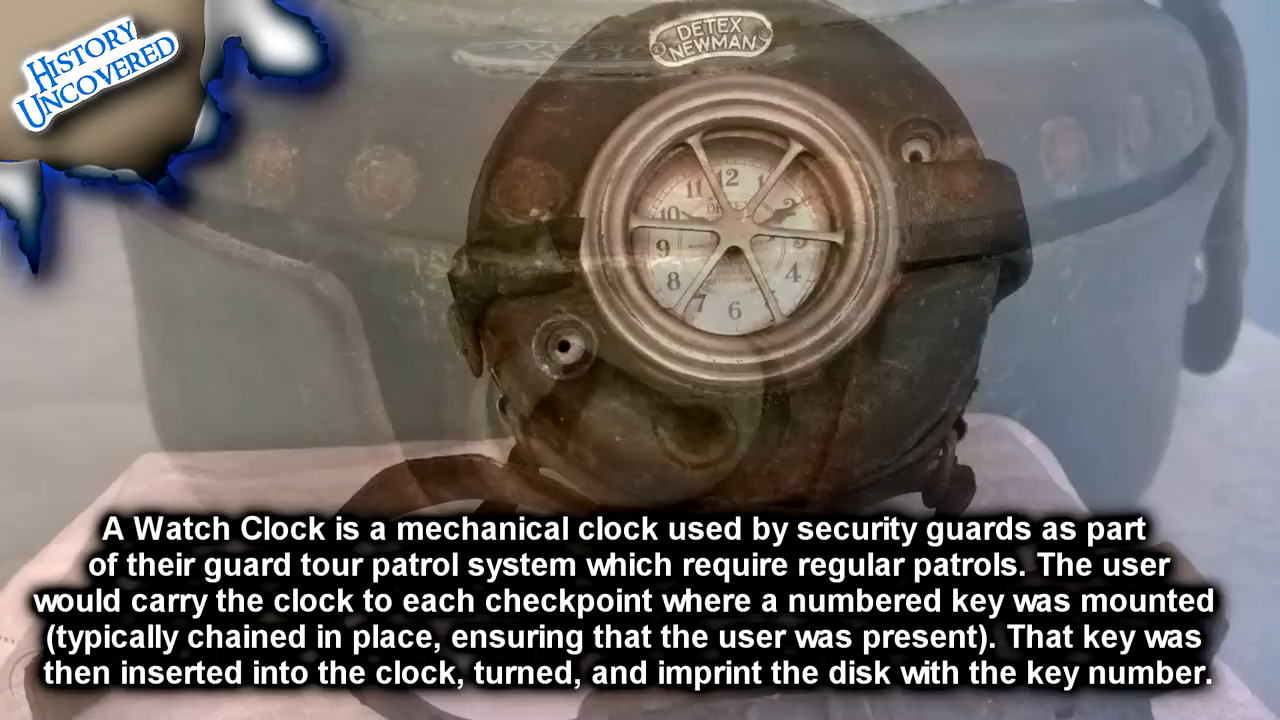 HISTORY
UNCOVERED
DETEX
NEWMAN
12
11
1
10
2
9
3
8
4
7
6
A Watch Clock is a mechanical clock used by security guards as part
of their guard tour patrol system which require regular patrols. The user
would carry the clock to each checkpoint where a numbered key was mounted
(typically chained in place, ensuring that the user was present). That key was
then inserted into the clock, turned, and imprint the disk with the key number.